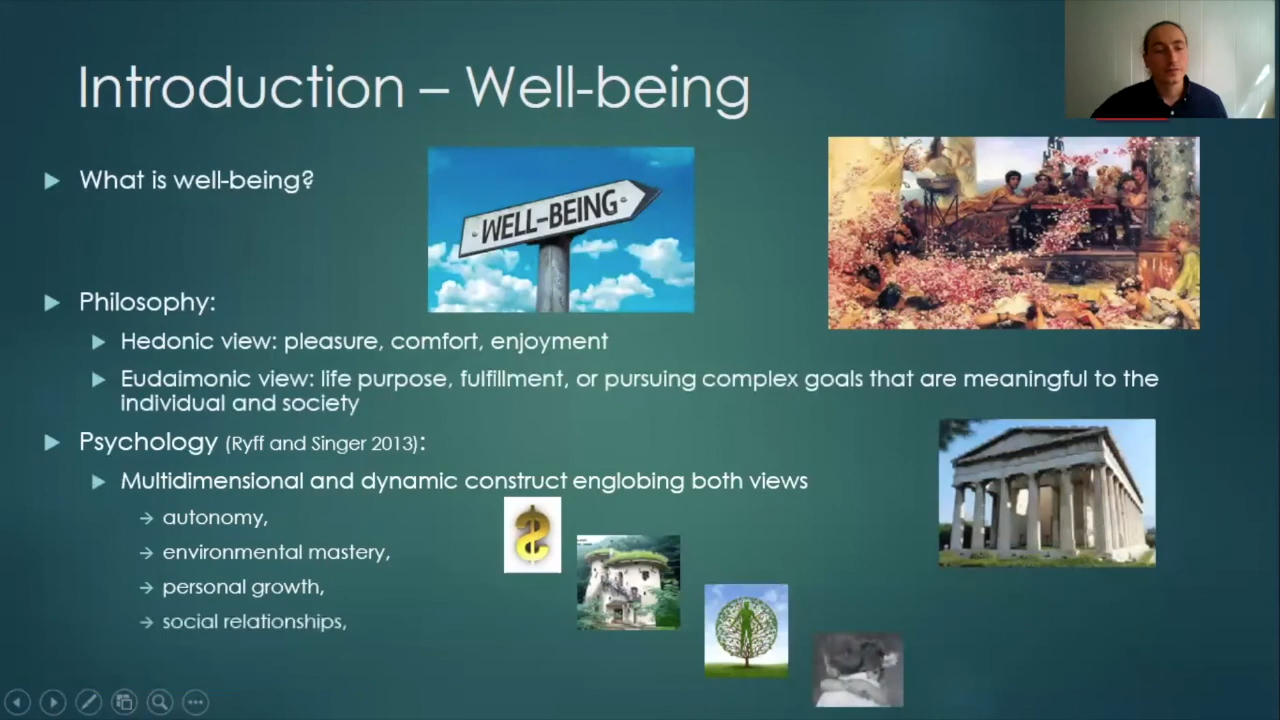 Introduction – Well-being
What is well-being?
WELL-BEING
Philosophy:
Hedonic view: pleasure, comfort, enjoyment
Eudaimonic view: life purpose, fulfillment, or pursuing complex goals that are meaningful to the
individual and society
Psychology (Ryff and Singer 2013):
Multidimensional and dynamic construct englobing both views
autonomy,
environmental mastery,
personal growth,
social relationships,